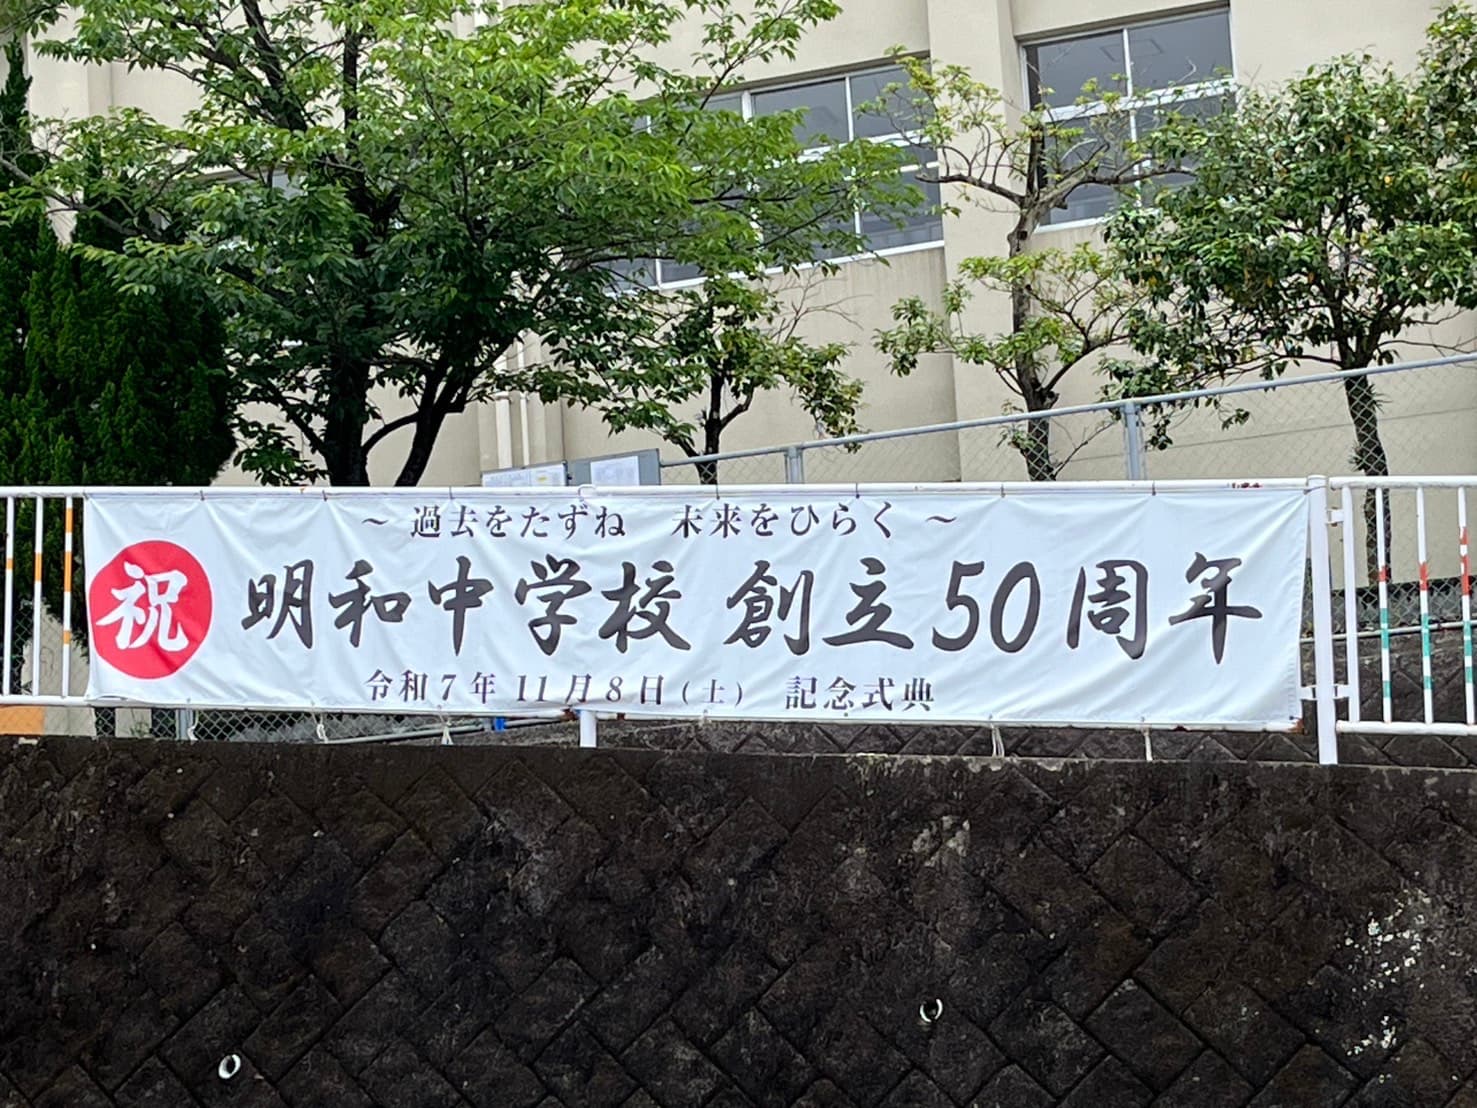 ～ 過去をたずね　未来をひらく ～
祝 明和中学校 創立50周年
令和7年 11月8日(土)　記念式典